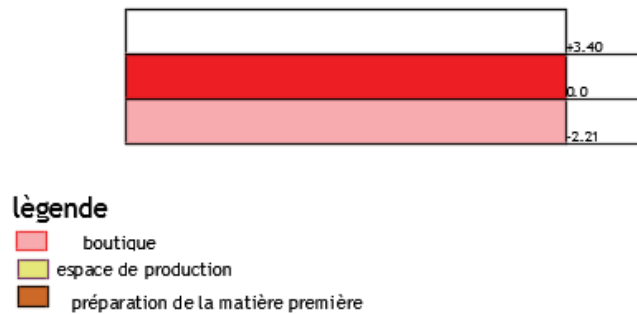 +3.40
0.0
-2.21
lègende
boutique
espace de production
préparation de la matière première